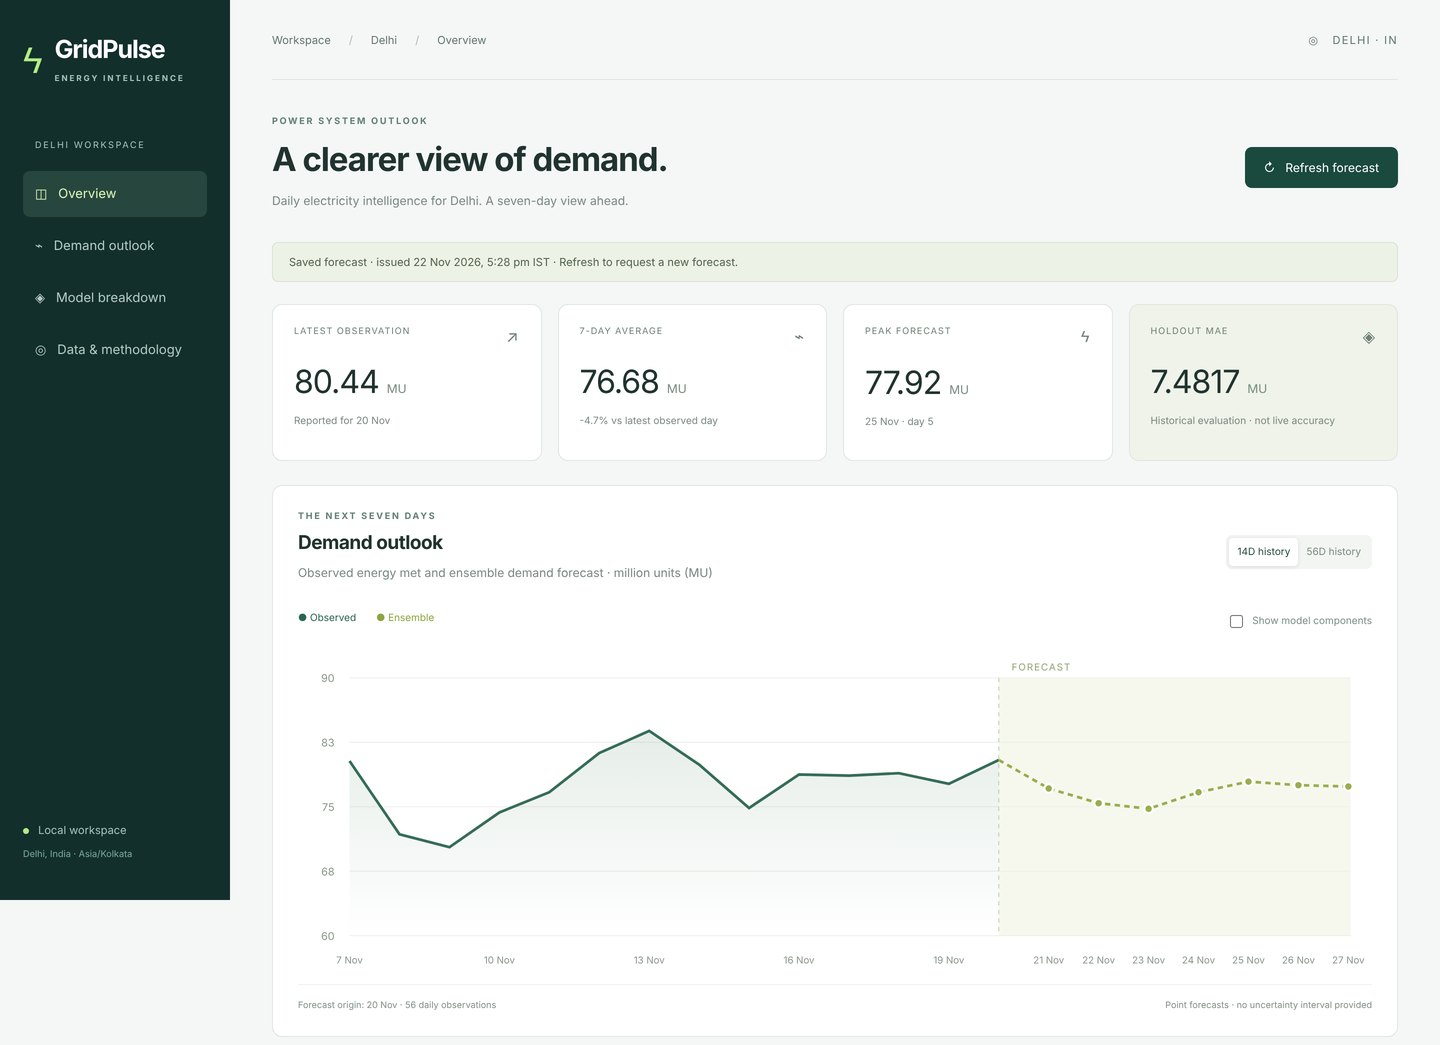 GridPulse
ENERGY INTELLIGENCE
DELHI WORKSPACE
Overview
Demand outlook
Model breakdown
Data & methodology
Local workspace
Delhi, India · Asia/Kolkata
Workspace / Delhi / Overview
DELHI · IN
POWER SYSTEM OUTLOOK
A clearer view of demand.
Daily electricity intelligence for Delhi. A seven-day view ahead.
Refresh forecast
Saved forecast · issued 22 Nov 2026, 5:28 pm IST · Refresh to request a new forecast.
LATEST OBSERVATION
80.44 MU
Reported for 20 Nov
7-DAY AVERAGE
76.68 MU
-4.7% vs latest observed day
PEAK FORECAST
77.92 MU
25 Nov · day 5
HOLDOUT MAE
7.4817 MU
Historical evaluation · not live accuracy
THE NEXT SEVEN DAYS
Demand outlook
Observed energy met and ensemble demand forecast · million units (MU)
14D history 56D history
Observed Ensemble
Show model components
FORECAST
90
83
75
68
60
7 Nov 10 Nov 13 Nov 16 Nov 19 Nov 21 Nov 22 Nov 23 Nov 24 Nov 25 Nov 26 Nov 27 Nov
Forecast origin: 20 Nov · 56 daily observations
Point forecasts · no uncertainty interval provided